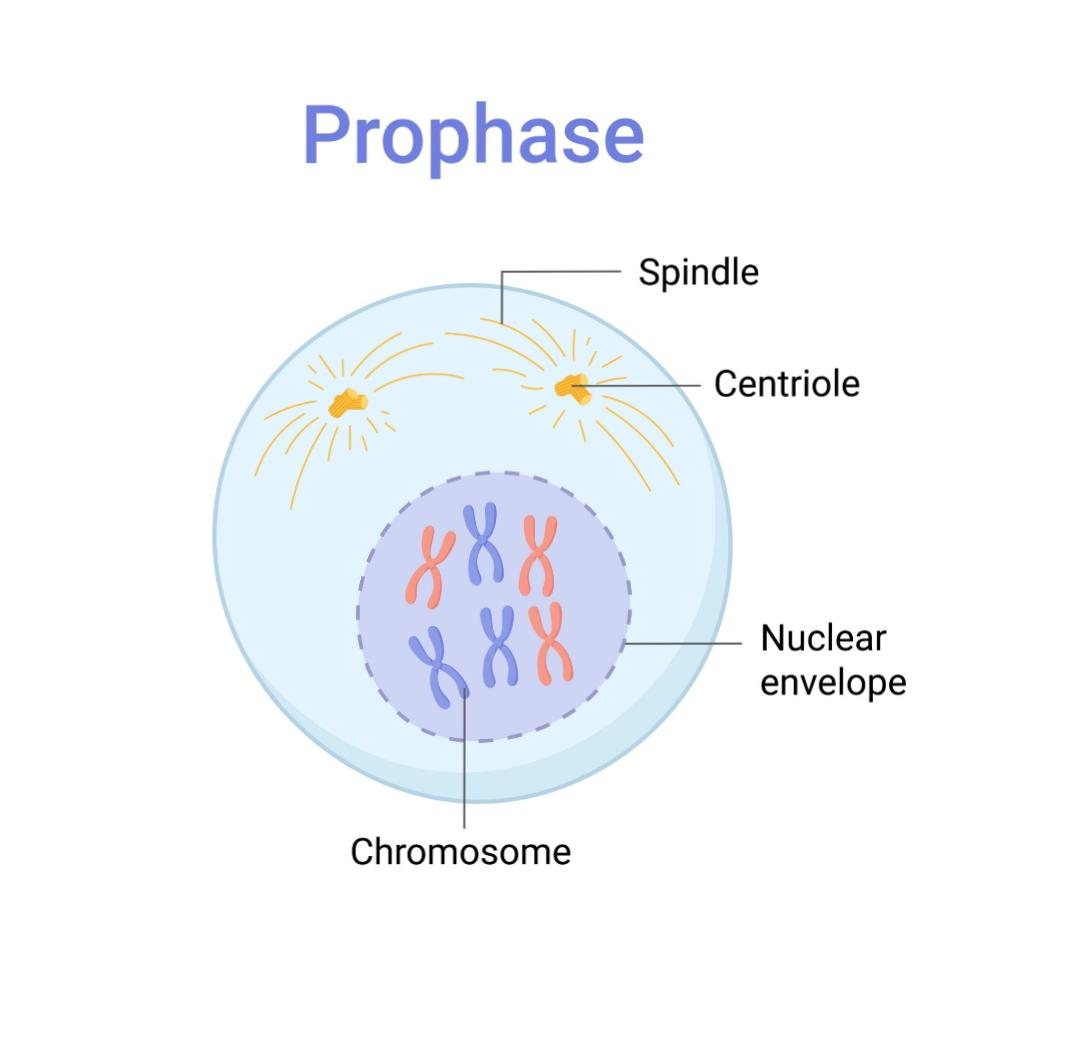 Prophase
Spindle
Centriole
Nuclear
envelope
Chromosome